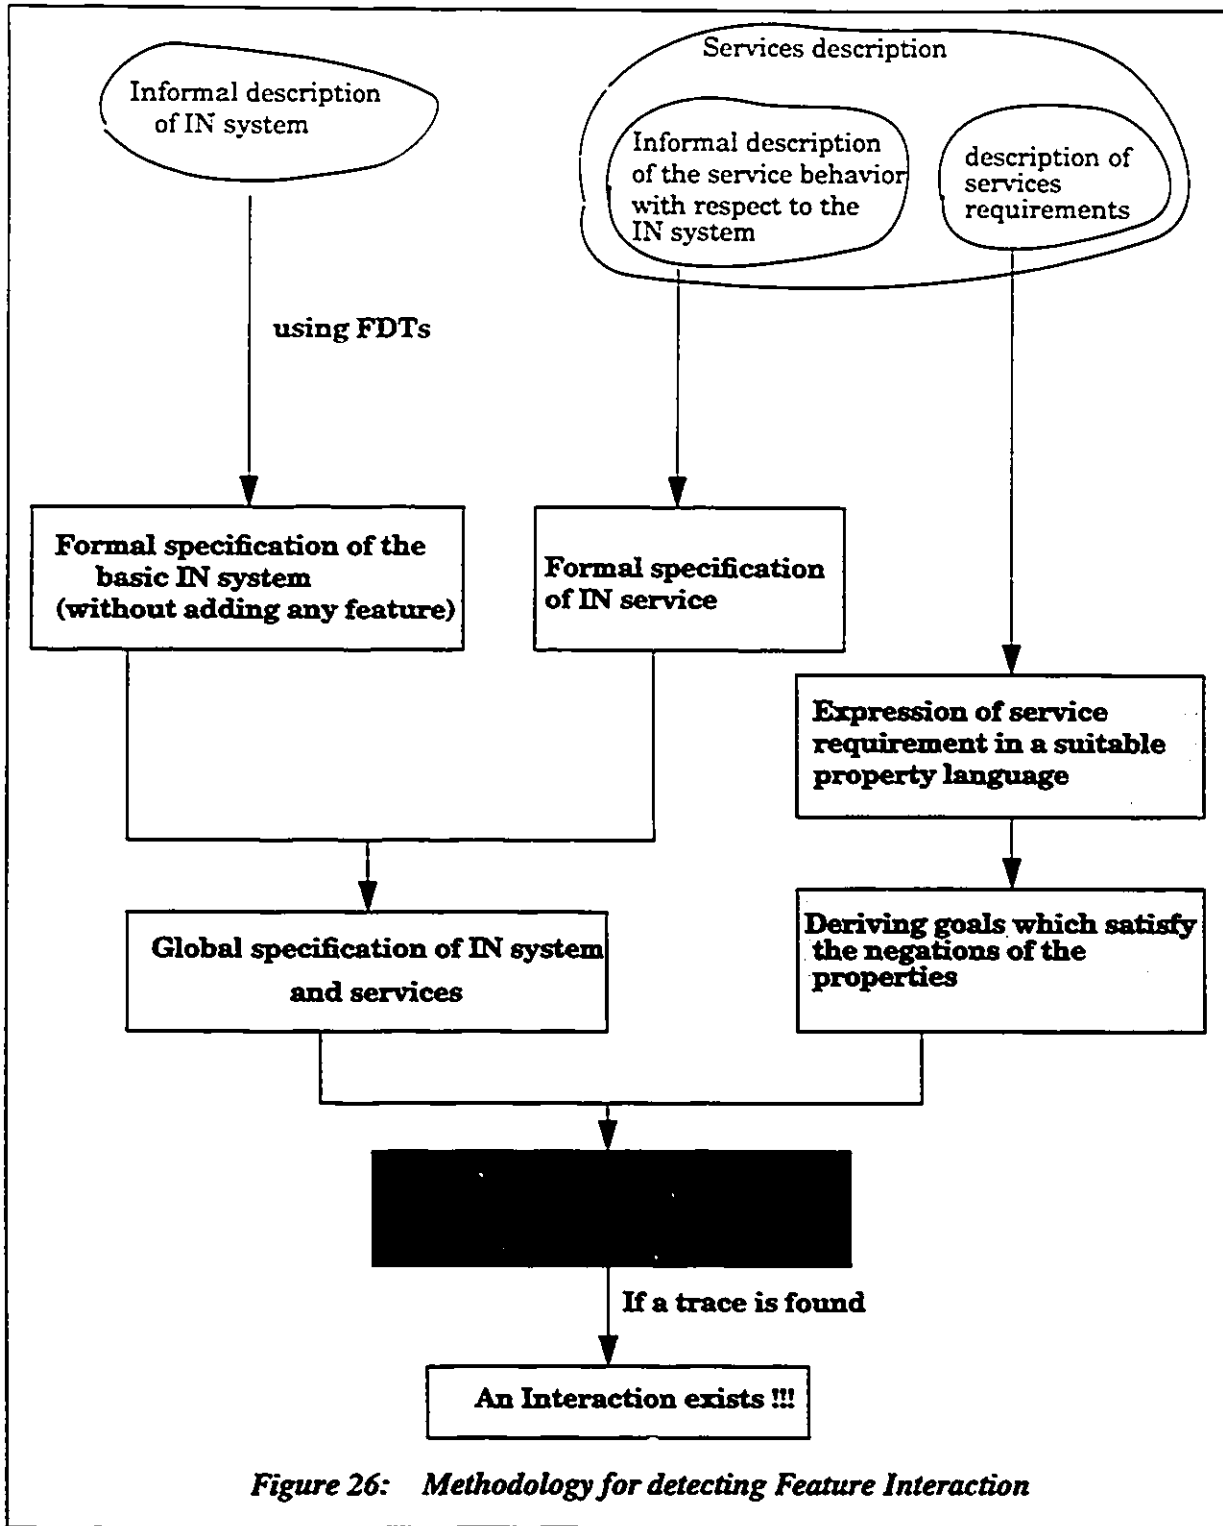 Services description
Informal description
of IN system
Informal description
of the service behavior
with respect to the
IN system
description of
services
requirements
using FDTs
Formal specification of the
basic IN system
(without adding any feature)
Formal specification
of IN service
Expression of service
requirement in a suitable
property language
Global specification of IN system
and services
Deriving goals which satisfy
the negations of the
properties
If a trace is found
An Interaction exists !!!
Figure 26: Methodology for detecting Feature Interaction